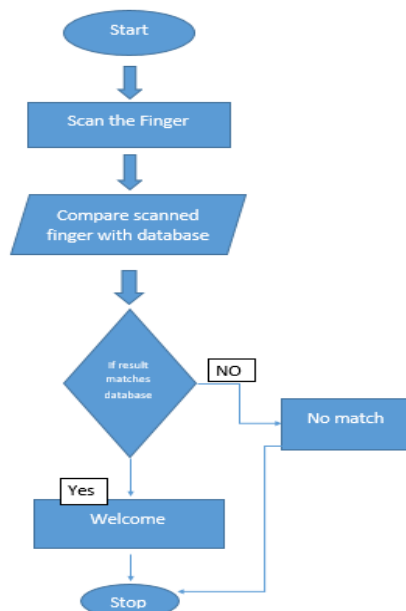 Start
Scan the Finger
Compare scanned
finger with database
If result
matches
database
NO
No match
Yes
Welcome
Stop